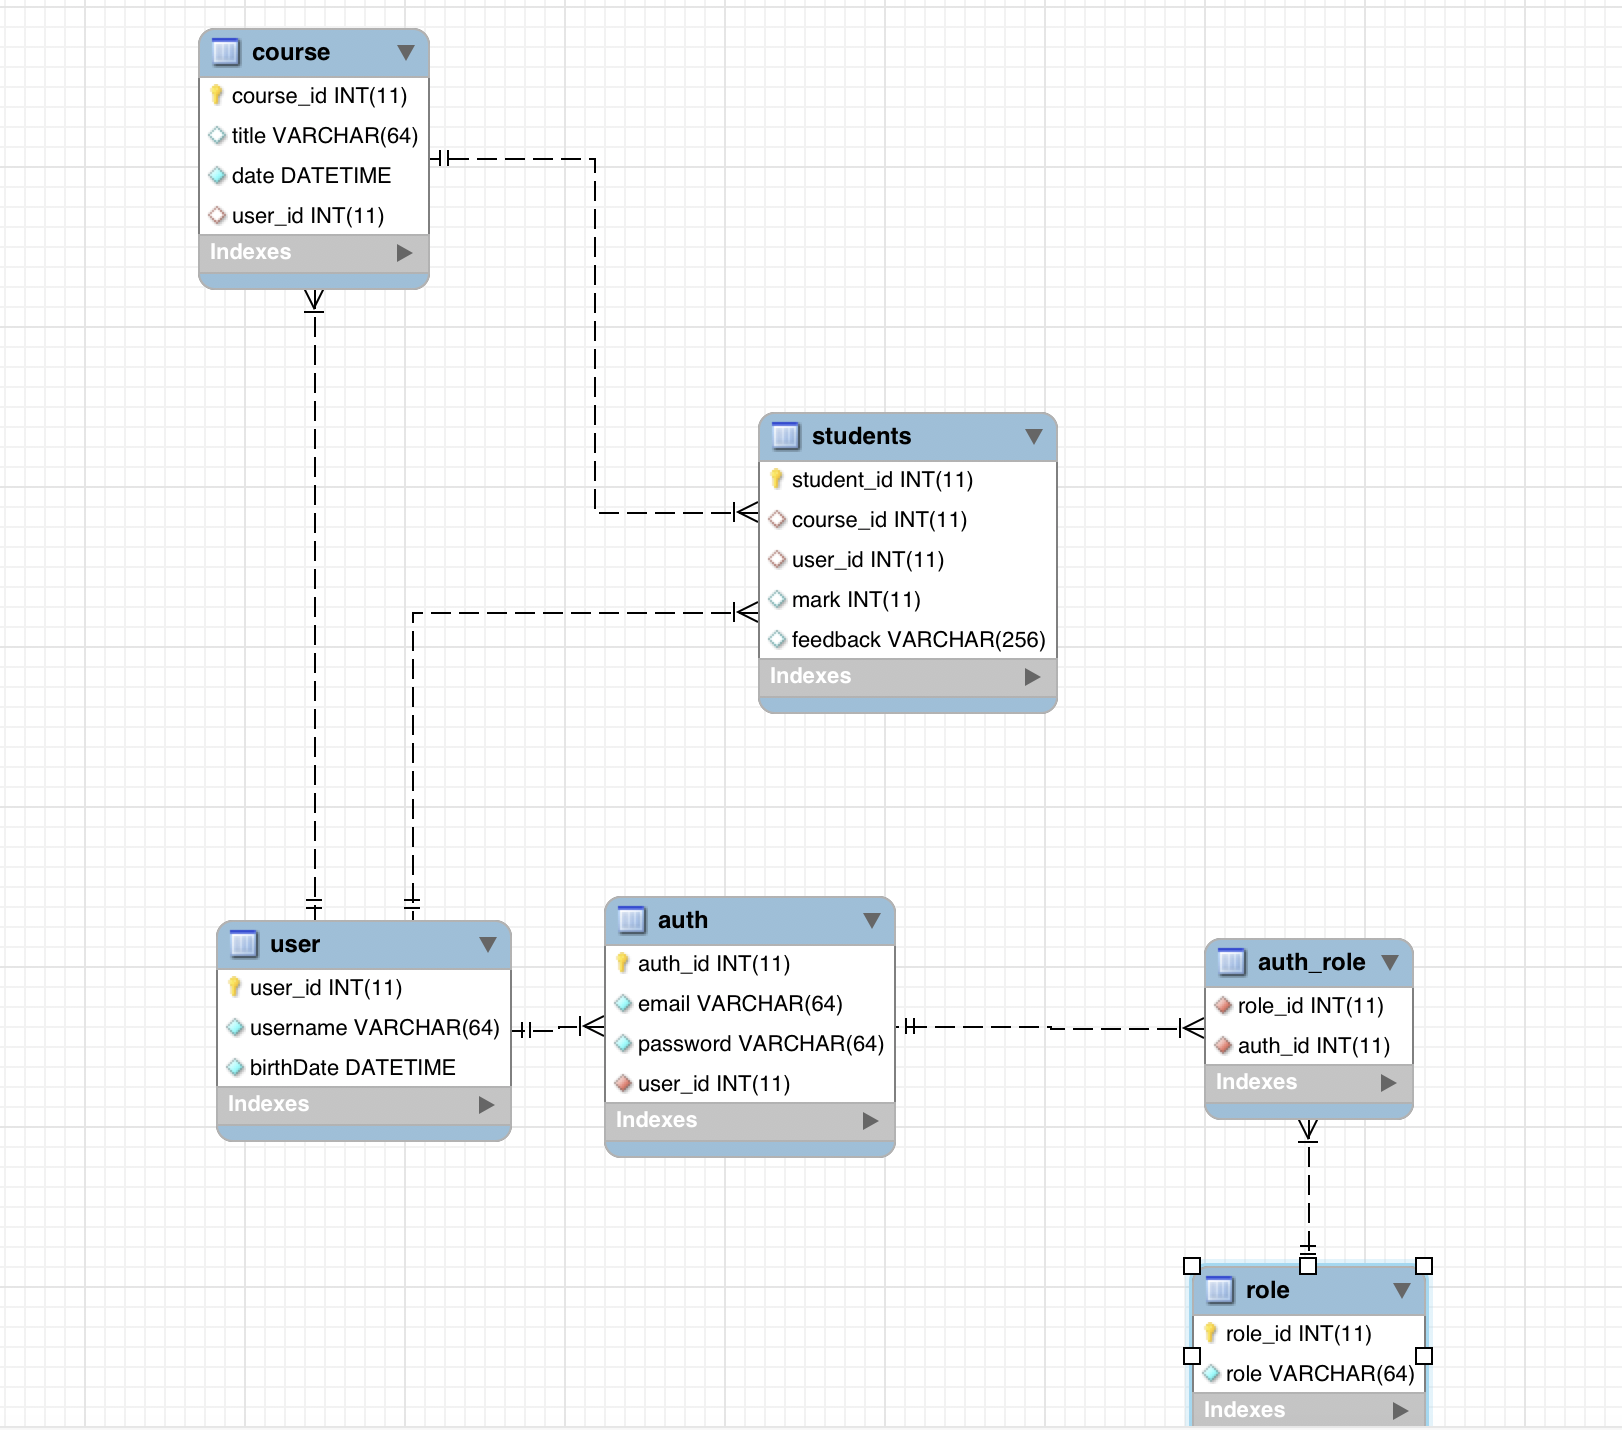 course
course_id INT(11)
title VARCHAR(64)
date DATETIME
user_id INT(11)
Indexes
students
student_id INT(11)
course_id INT(11)
user_id INT(11)
mark INT(11)
feedback VARCHAR(256)
Indexes
user
user_id INT(11)
username VARCHAR(64)
birthDate DATETIME
Indexes
auth
auth_id INT(11)
email VARCHAR(64)
password VARCHAR(64)
user_id INT(11)
Indexes
auth_role
role_id INT(11)
auth_id INT(11)
Indexes
role
role_id INT(11)
role VARCHAR(64)
Indexes